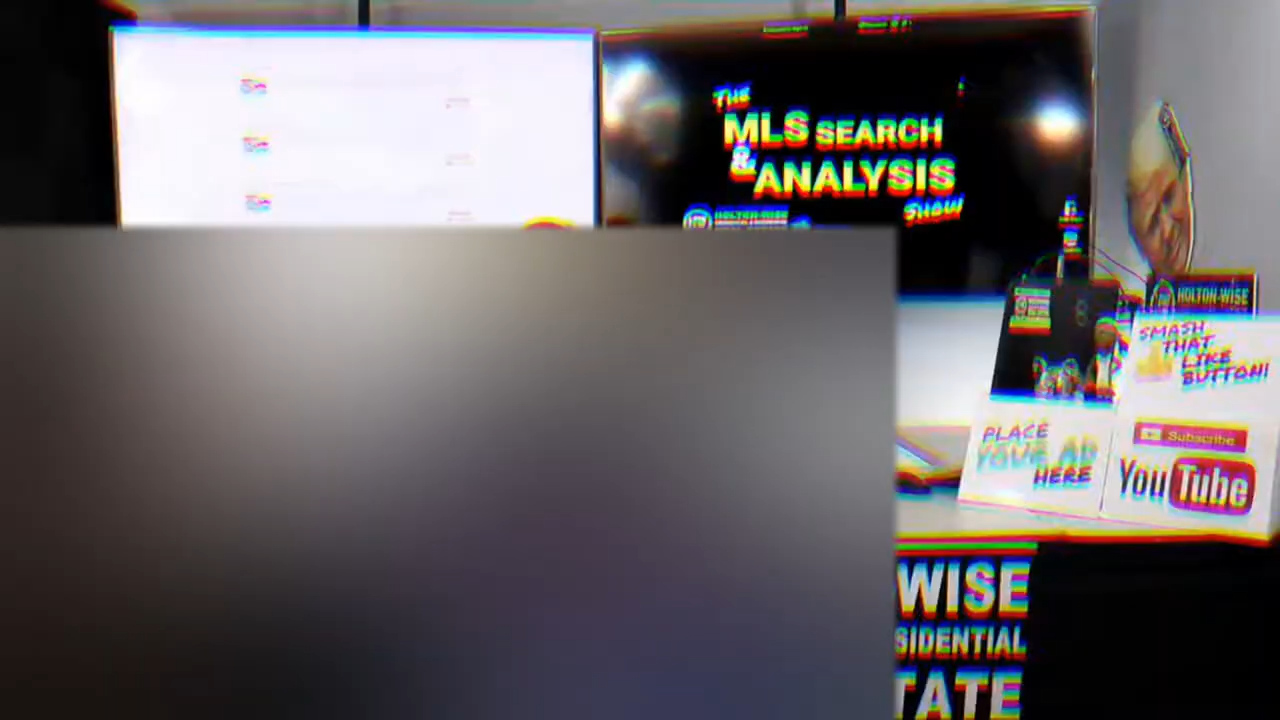 THE
MLS SEARCH
&
ANALYSIS
SHOW
HOLTON-WISE
HOLTON-WISE
SMASH
THAT
LIKE
BUTTON!
PLACE
YOUR AD
HERE
Subscribe
YouTube
WISE
SIDENTIAL
TATE